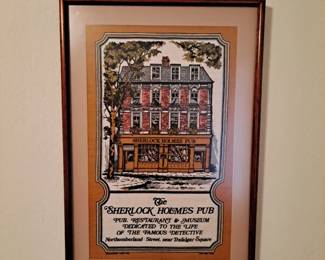 SHERLOCK HOLMES PUB
The
SHERLOCK HOLMES PUB
PUB, RESTAURANT & MUSEUM
DEDICATED TO THE LIFE
OF THE FAMOUS DETECTIVE
Northumberland Street, near Trafalgar Square